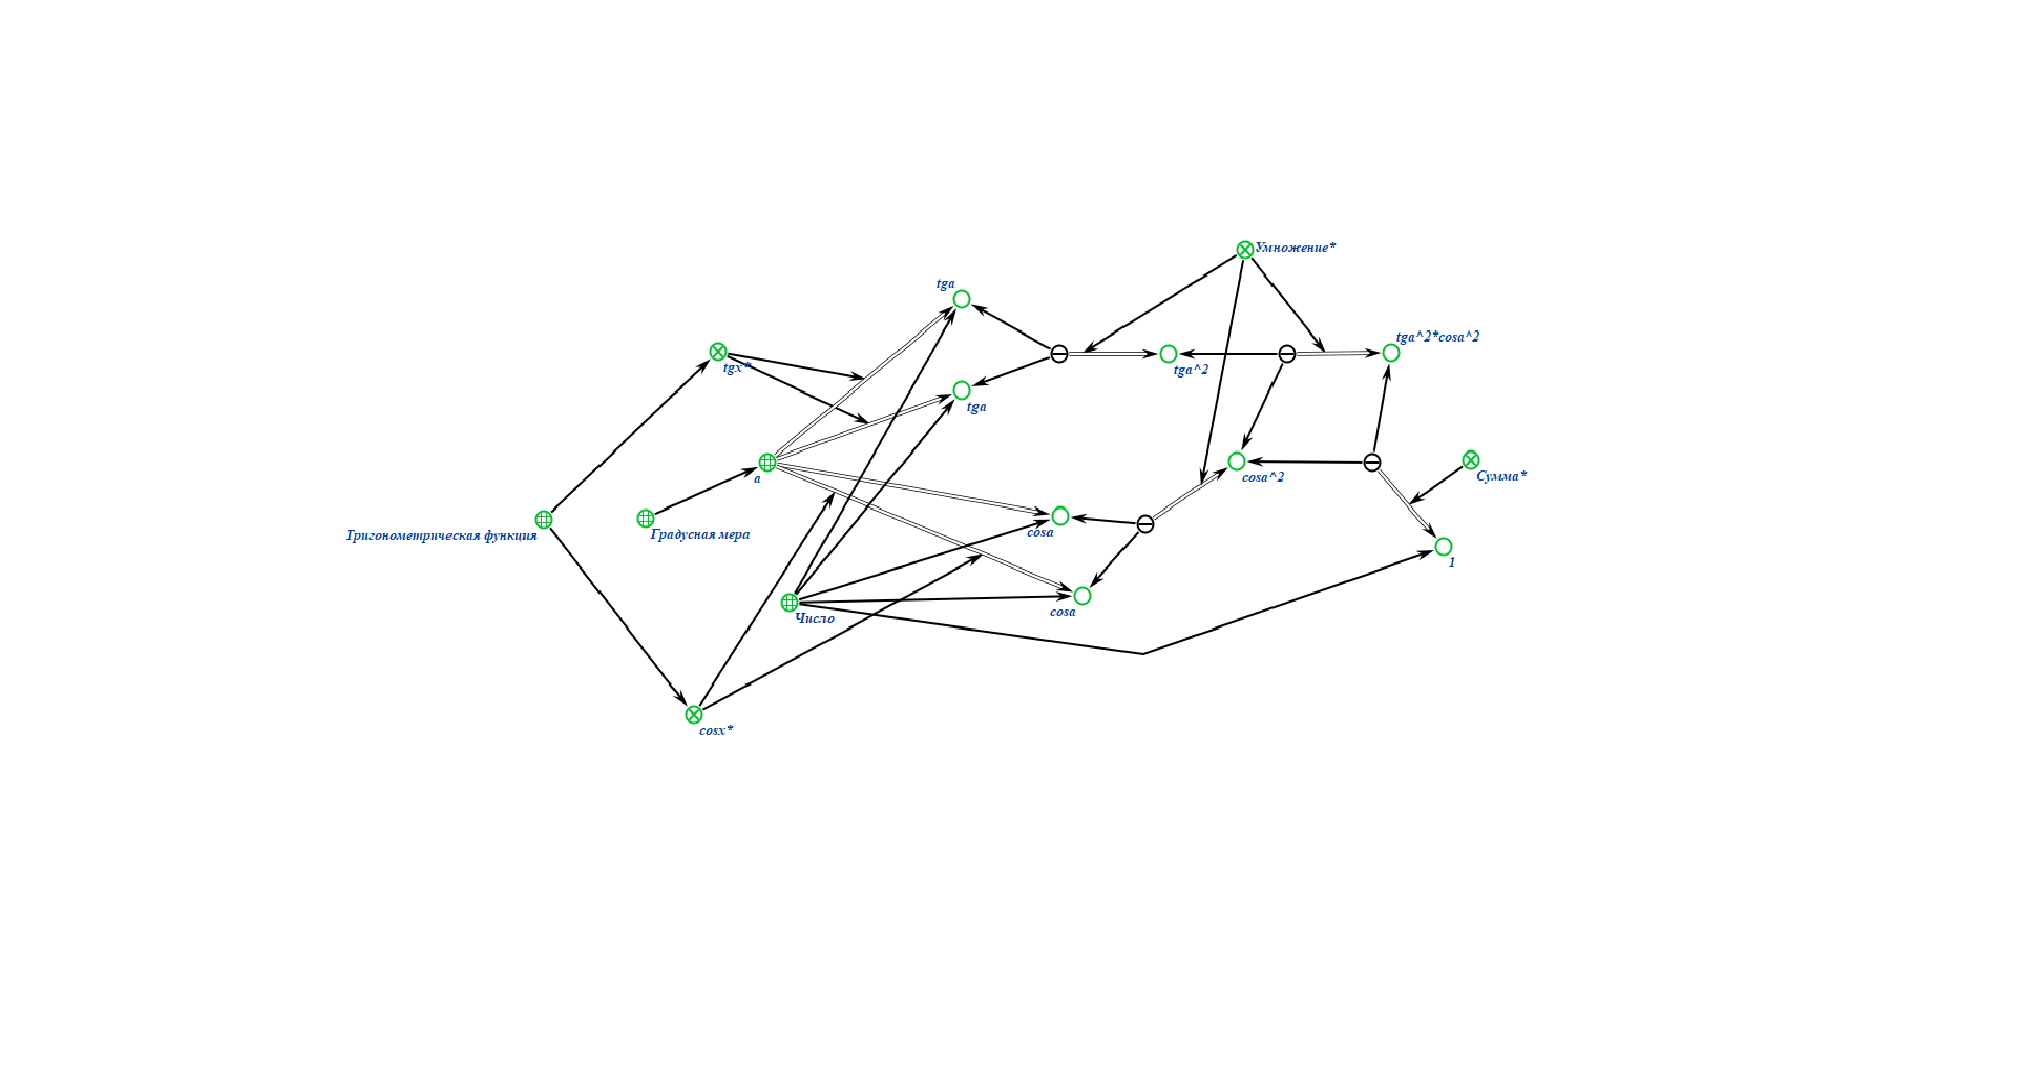 Умножение*
tga
tga^2*cosa^2
tgx*
tga^2
tga
a
cosa^2
Сумма*
Тригонометрическая функция
Градусная мера
cosa
1
cosa
Число
cosx*